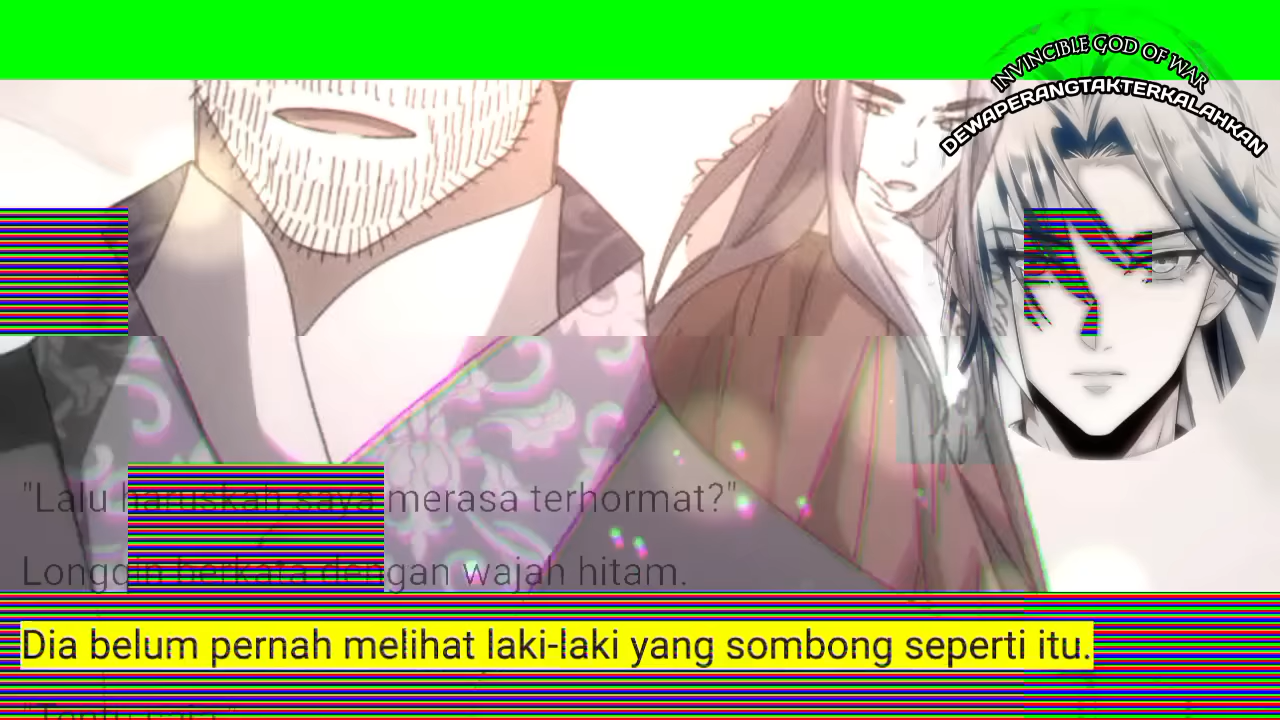 INVINCIBLE GOD OF WAR
DEWAPERANGTAKTERKALAHKAN
"Lalu haruskah saya merasa terhormat?"
Longqin berkata dengan wajah hitam.
Dia belum pernah melihat laki-laki yang sombong seperti itu.